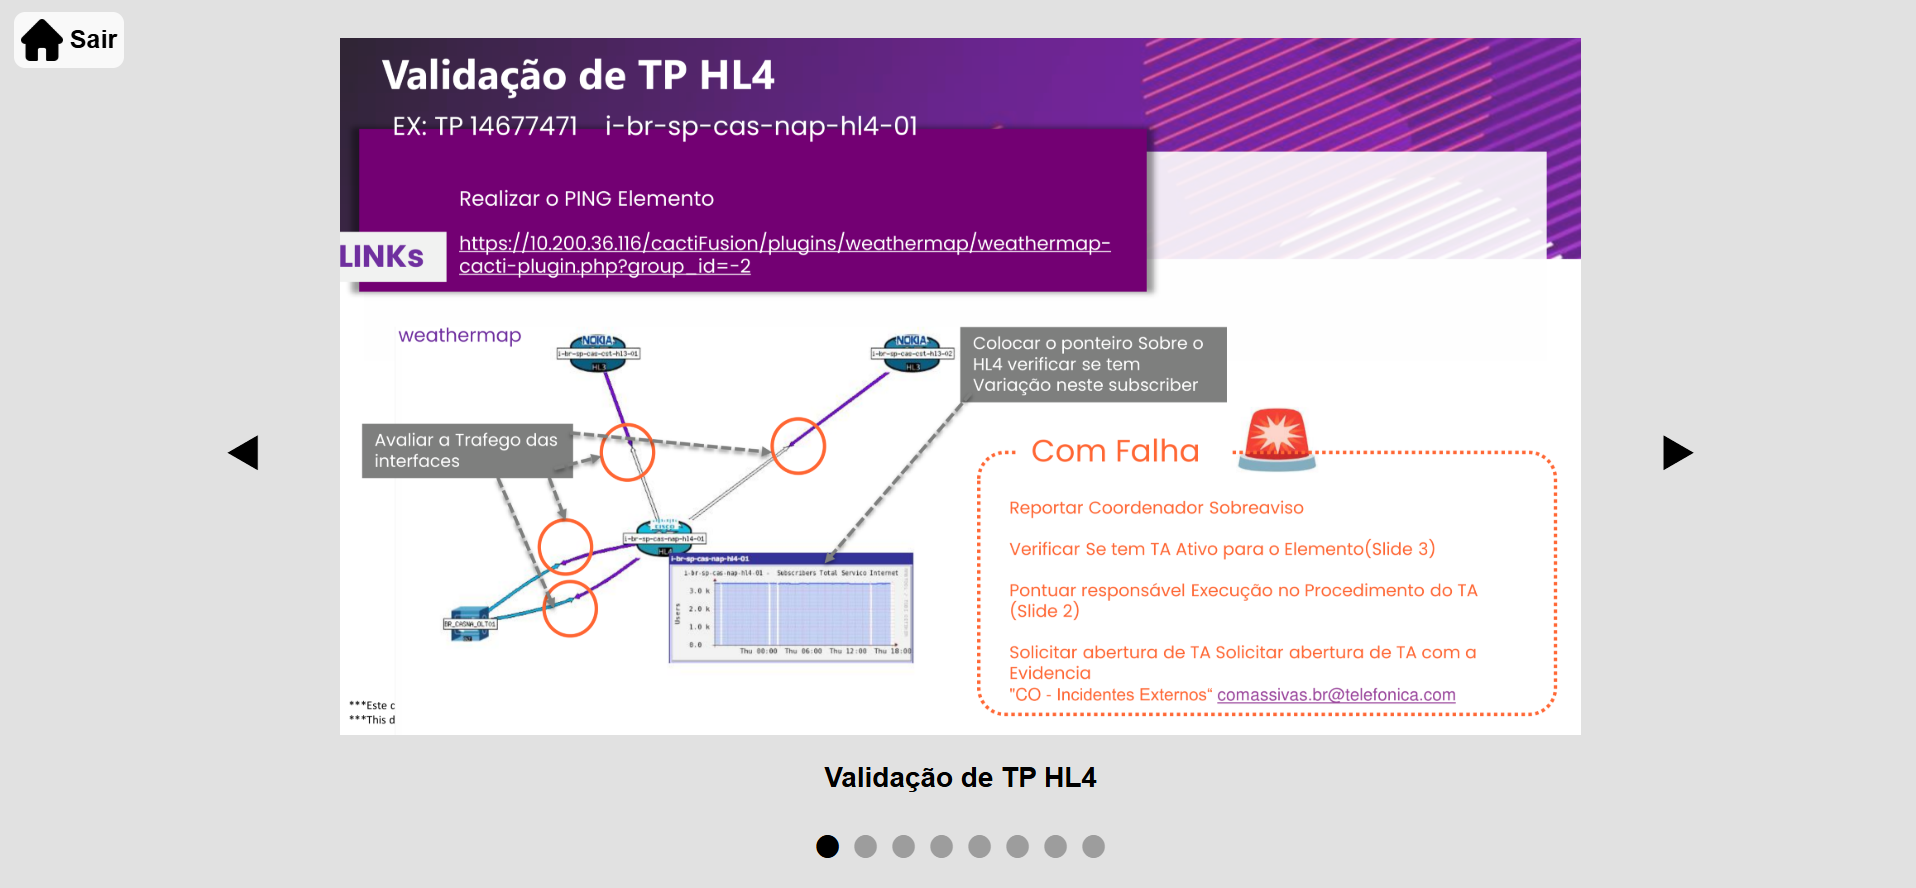 Sair
Validação de TP HL4
EX: TP 14677471 i-br-sp-cas-nap-hl4-01
Realizar o PING Elemento
LINKs
https://10.200.36.116/cactiFusion/plugins/weathermap/weathermap-
cacti-plugin.php?group_id=-2
weathermap
NOKIA
i-br-sp-cas-cst-hl3-01
HL3
NOKIA
i-br-sp-cas-cst-hl3-02
HL3
Colocar o ponteiro Sobre o
HL4 verificar se tem
Variação neste subscriber
Avaliar a Trafego das
interfaces
CISCO
i-br-sp-cas-nap-hl4-01
HL4
i-br-sp-cas-nap-hl4-01
i-br-sp-cas-nap-hl4-01 - Subscribers Total Servico Internet
Users
3.0 k
2.0 k
1.0 k
0.0
Thu 00:00 Thu 06:00 Thu 12:00 Thu 18:00
BR_CASNA_OLT01
Com Falha
Reportar Coordenador Sobreaviso
Verificar Se tem TA Ativo para o Elemento(Slide 3)
Pontuar responsável Execução no Procedimento do TA
(Slide 2)
Solicitar abertura de TA Solicitar abertura de TA com a
Evidencia
"CO - Incidentes Externos“ comassivas.br@telefonica.com
***Este c
***This d
Validação de TP HL4